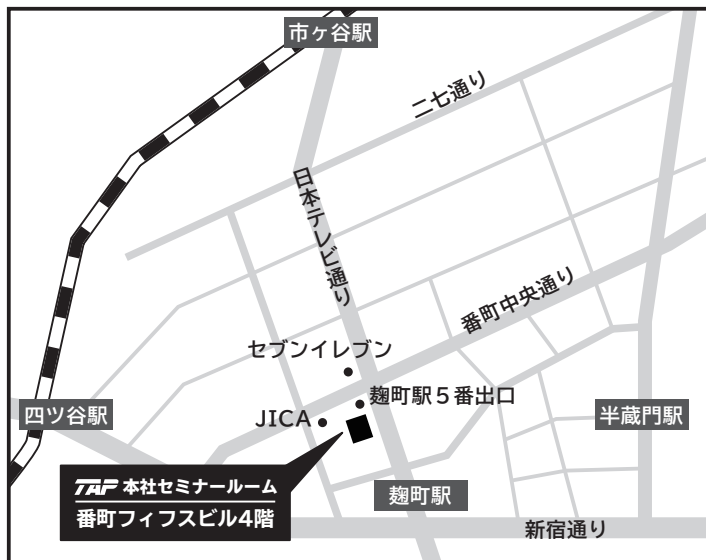 市ヶ谷駅
二七通り
日本テレビ通り
番町中央通り
セブンイレブン
麹町駅5番出口
四ツ谷駅
JICA
半蔵門駅
TAP 本社セミナールーム
番町フィフスビル4階
麹町駅
新宿通り